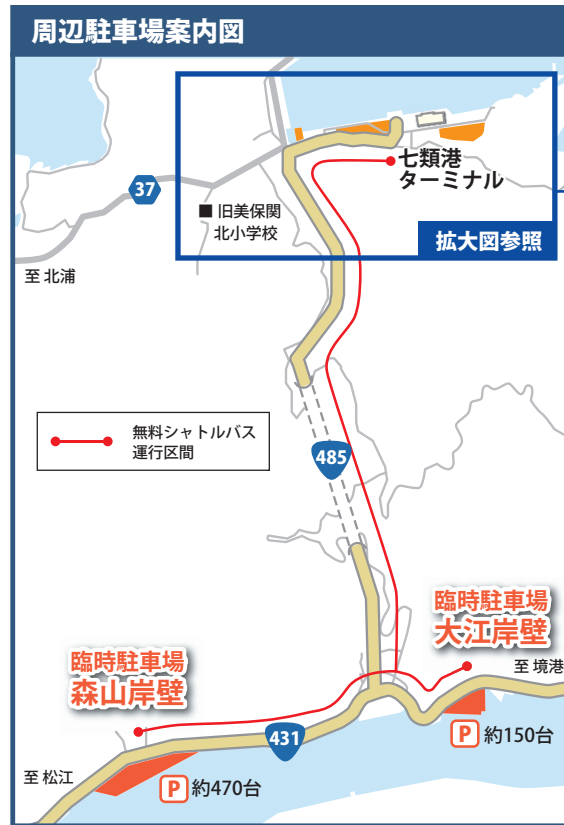 周辺駐車場案内図
七類港
ターミナル
37
■ 旧美保関
北小学校
拡大図参照
至 北浦
無料シャトルバス
運行区間
485
臨時駐車場
大江岸壁
臨時駐車場
森山岸壁
至 境港
P 約150台
431
至 松江
P 約470台